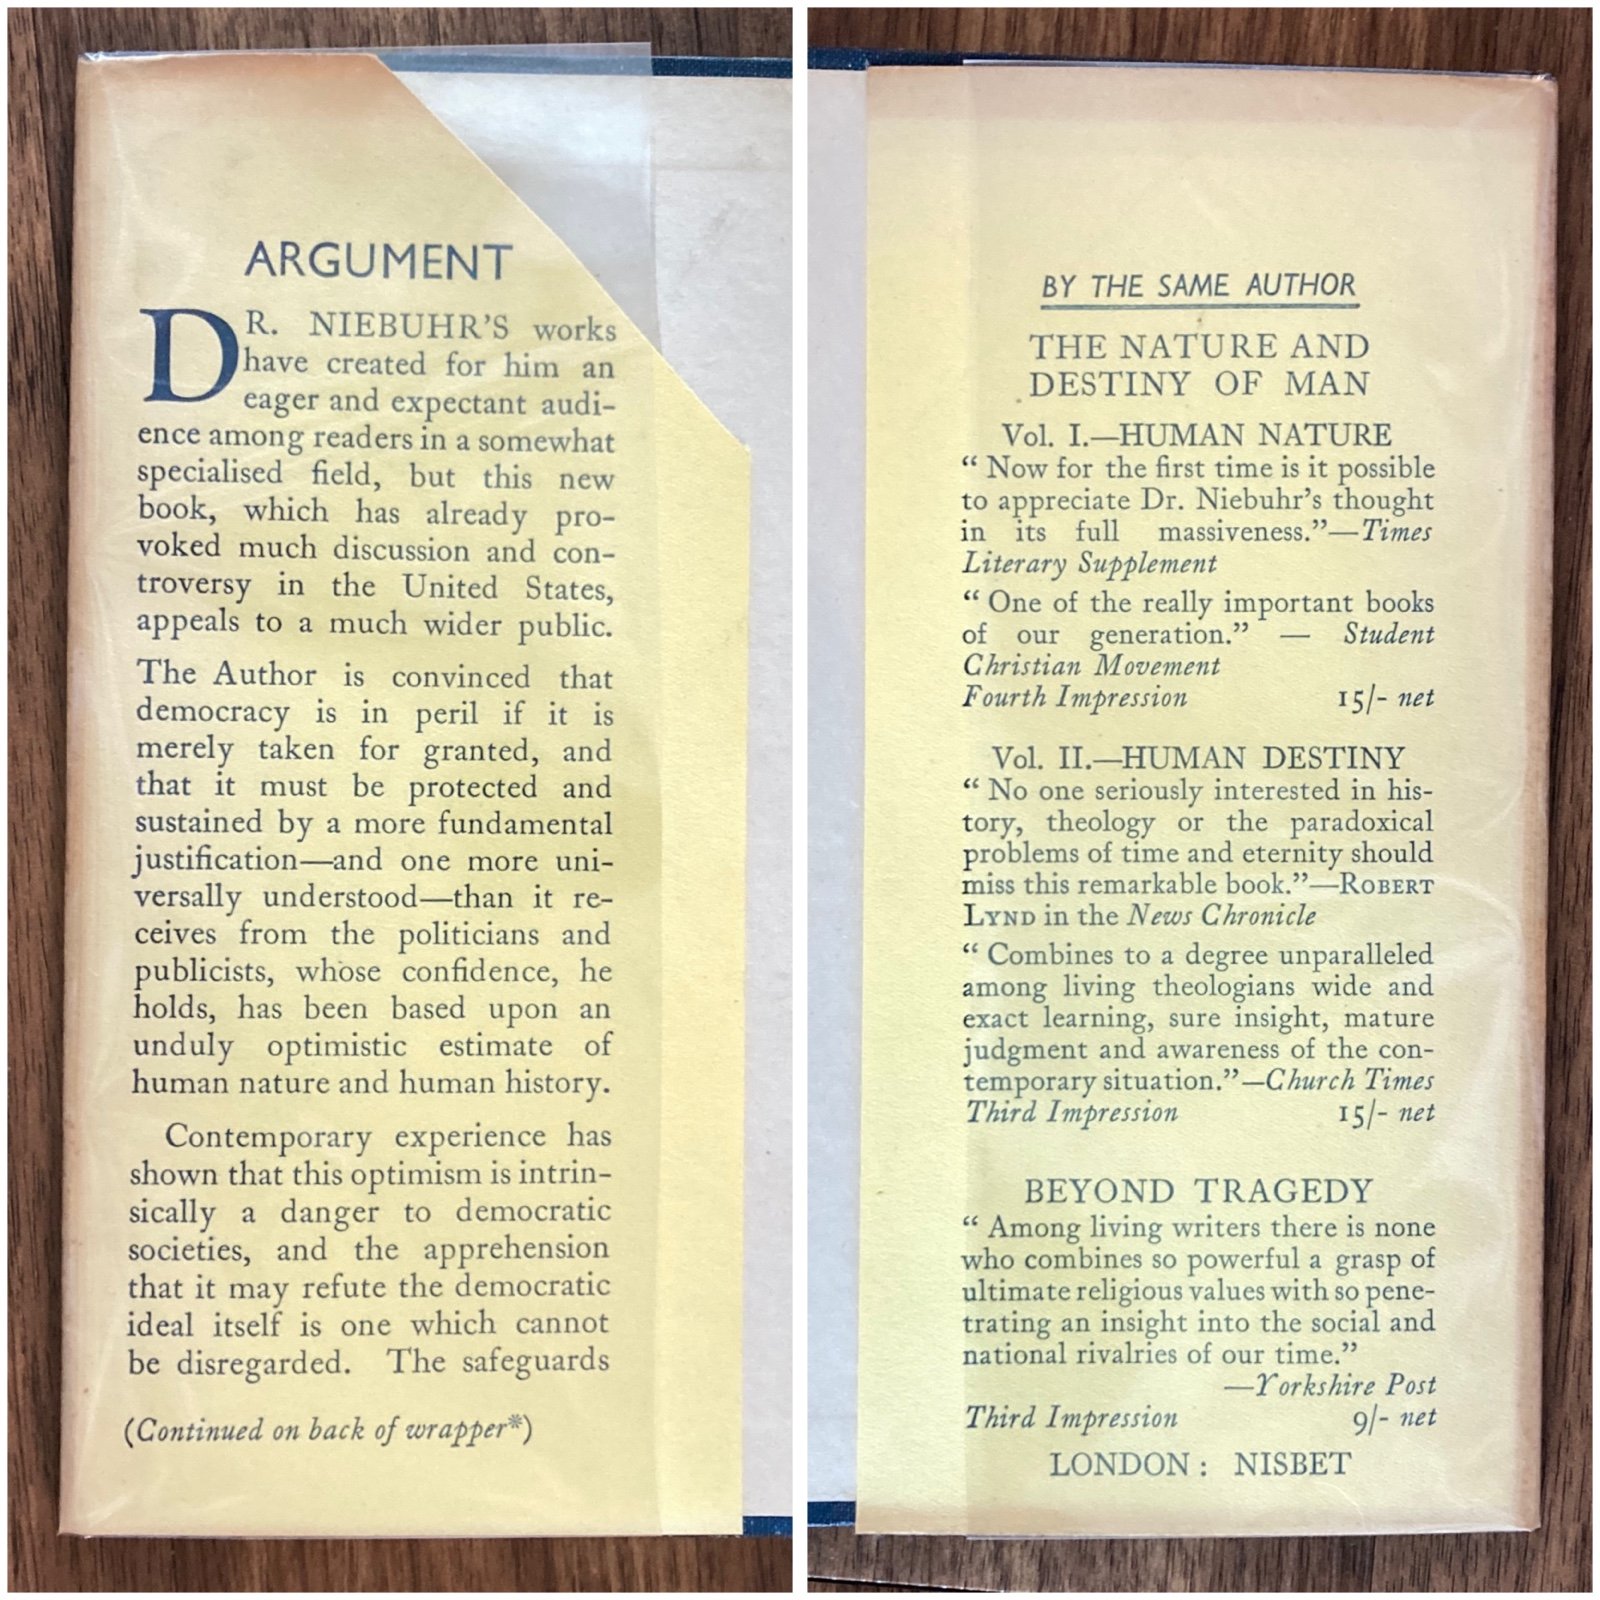 ARGUMENT
DR. NIEBUHR'S works
have created for him an
eager and expectant audi-
ence among readers in a somewhat
specialised field, but this new
book, which has already pro-
voked much discussion and con-
troversy in the United States,
appeals to a much wider public.
The Author is convinced that
democracy is in peril if it is
merely taken for granted, and
that it must be protected and
sustained by a more fundamental
justification—and one more uni-
versally understood—than it re-
ceives from the politicians and
publicists, whose confidence, he
holds, has been based upon an
unduly optimistic estimate of
human nature and human history.
Contemporary experience has
shown that this optimism is intrin-
sically a danger to democratic
societies, and the apprehension
that it may refute the democratic
ideal itself is one which cannot
be disregarded. The safeguards
(Continued on back of wrapper*)
BY THE SAME AUTHOR
THE NATURE AND
DESTINY OF MAN
Vol. I.—HUMAN NATURE
“Now for the first time is it possible
to appreciate Dr. Niebuhr's thought
in its full massiveness.”—Times
Literary Supplement
“One of the really important books
of our generation.” — Student
Christian Movement
Fourth Impression 15/- net
Vol. II.—HUMAN DESTINY
“No one seriously interested in his-
tory, theology or the paradoxical
problems of time and eternity should
miss this remarkable book.”—ROBERT
LYND in the News Chronicle
“Combines to a degree unparalleled
among living theologians wide and
exact learning, sure insight, mature
judgment and awareness of the con-
temporary situation.”—Church Times
Third Impression 15/- net
BEYOND TRAGEDY
“Among living writers there is none
who combines so powerful a grasp of
ultimate religious values with so pene-
trating an insight into the social and
national rivalries of our time.”
—Yorkshire Post
Third Impression 9/- net
LONDON: NISBET